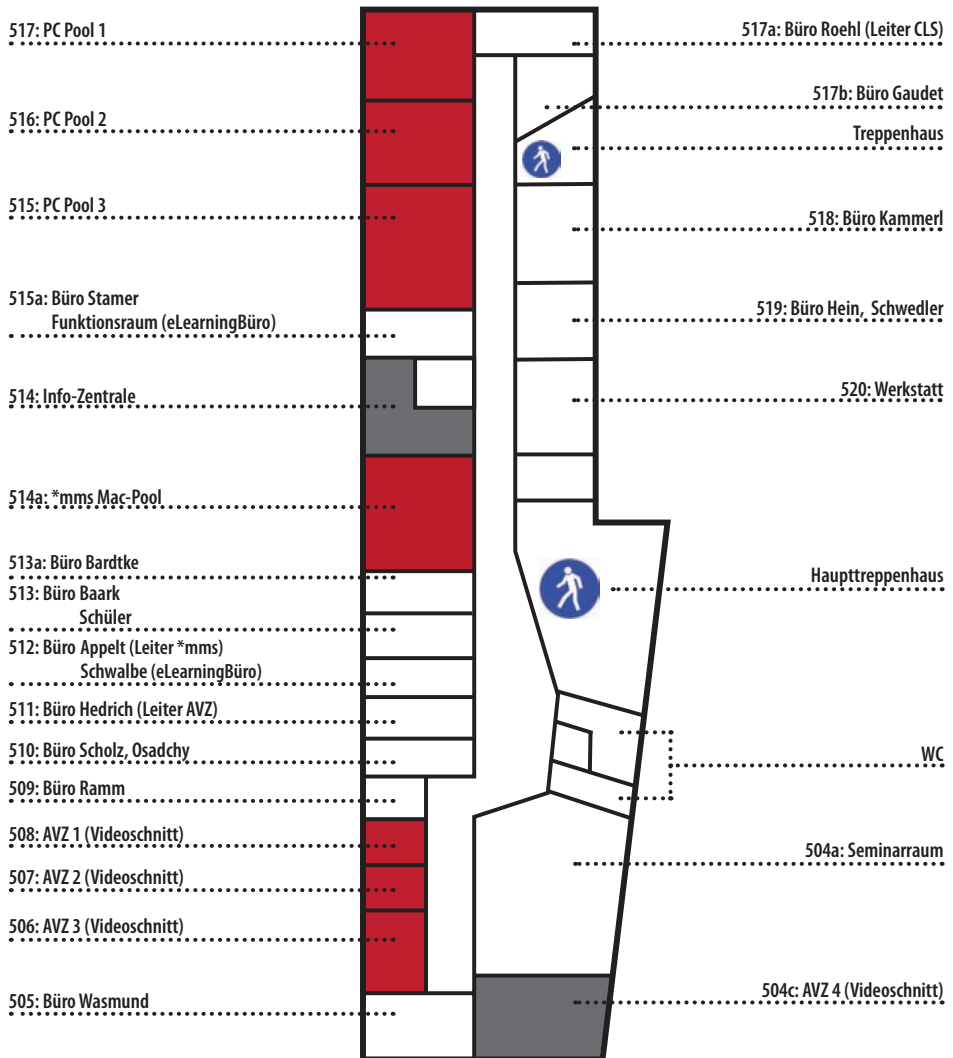 517: PC Pool 1
516: PC Pool 2
515: PC Pool 3
515a: Büro Stamer
Funktionsraum (eLearningBüro)
514: Info-Zentrale
514a: *mms Mac-Pool
513a: Büro Bardtke
513: Büro Baark
Schüler
512: Büro Appelt (Leiter *mms)
Schwalbe (eLearningBüro)
511: Büro Hedrich (Leiter AVZ)
510: Büro Scholz, Osadchy
509: Büro Ramm
508: AVZ 1 (Videoschnitt)
507: AVZ 2 (Videoschnitt)
506: AVZ 3 (Videoschnitt)
505: Büro Wasmund
517a: Büro Roehl (Leiter CLS)
517b: Büro Gaudet
Treppenhaus
518: Büro Kammerl
519: Büro Hein, Schwedler
520: Werkstatt
Haupttreppenhaus
WC
504a: Seminarraum
504c: AVZ 4 (Videoschnitt)